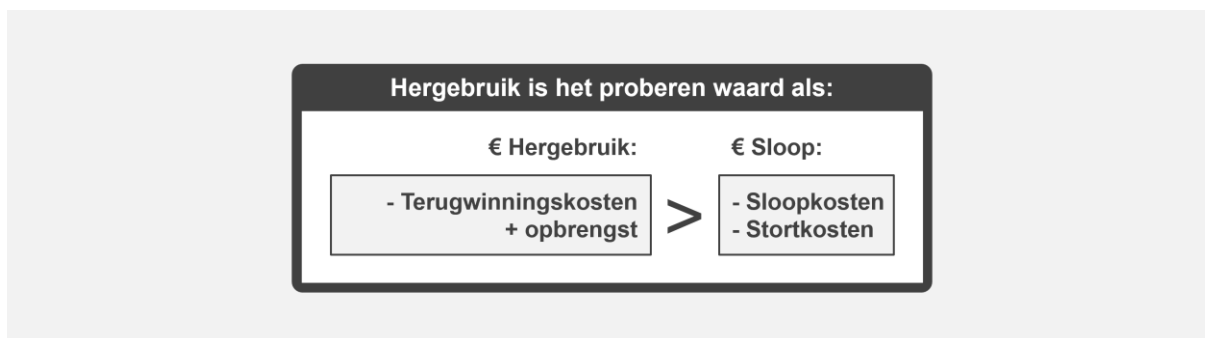 Hergebruik is het proberen waard als:
€ Hergebruik:
- Terugwinningskosten
+ opbrengst
>
€ Sloop:
- Sloopkosten
- Stortkosten